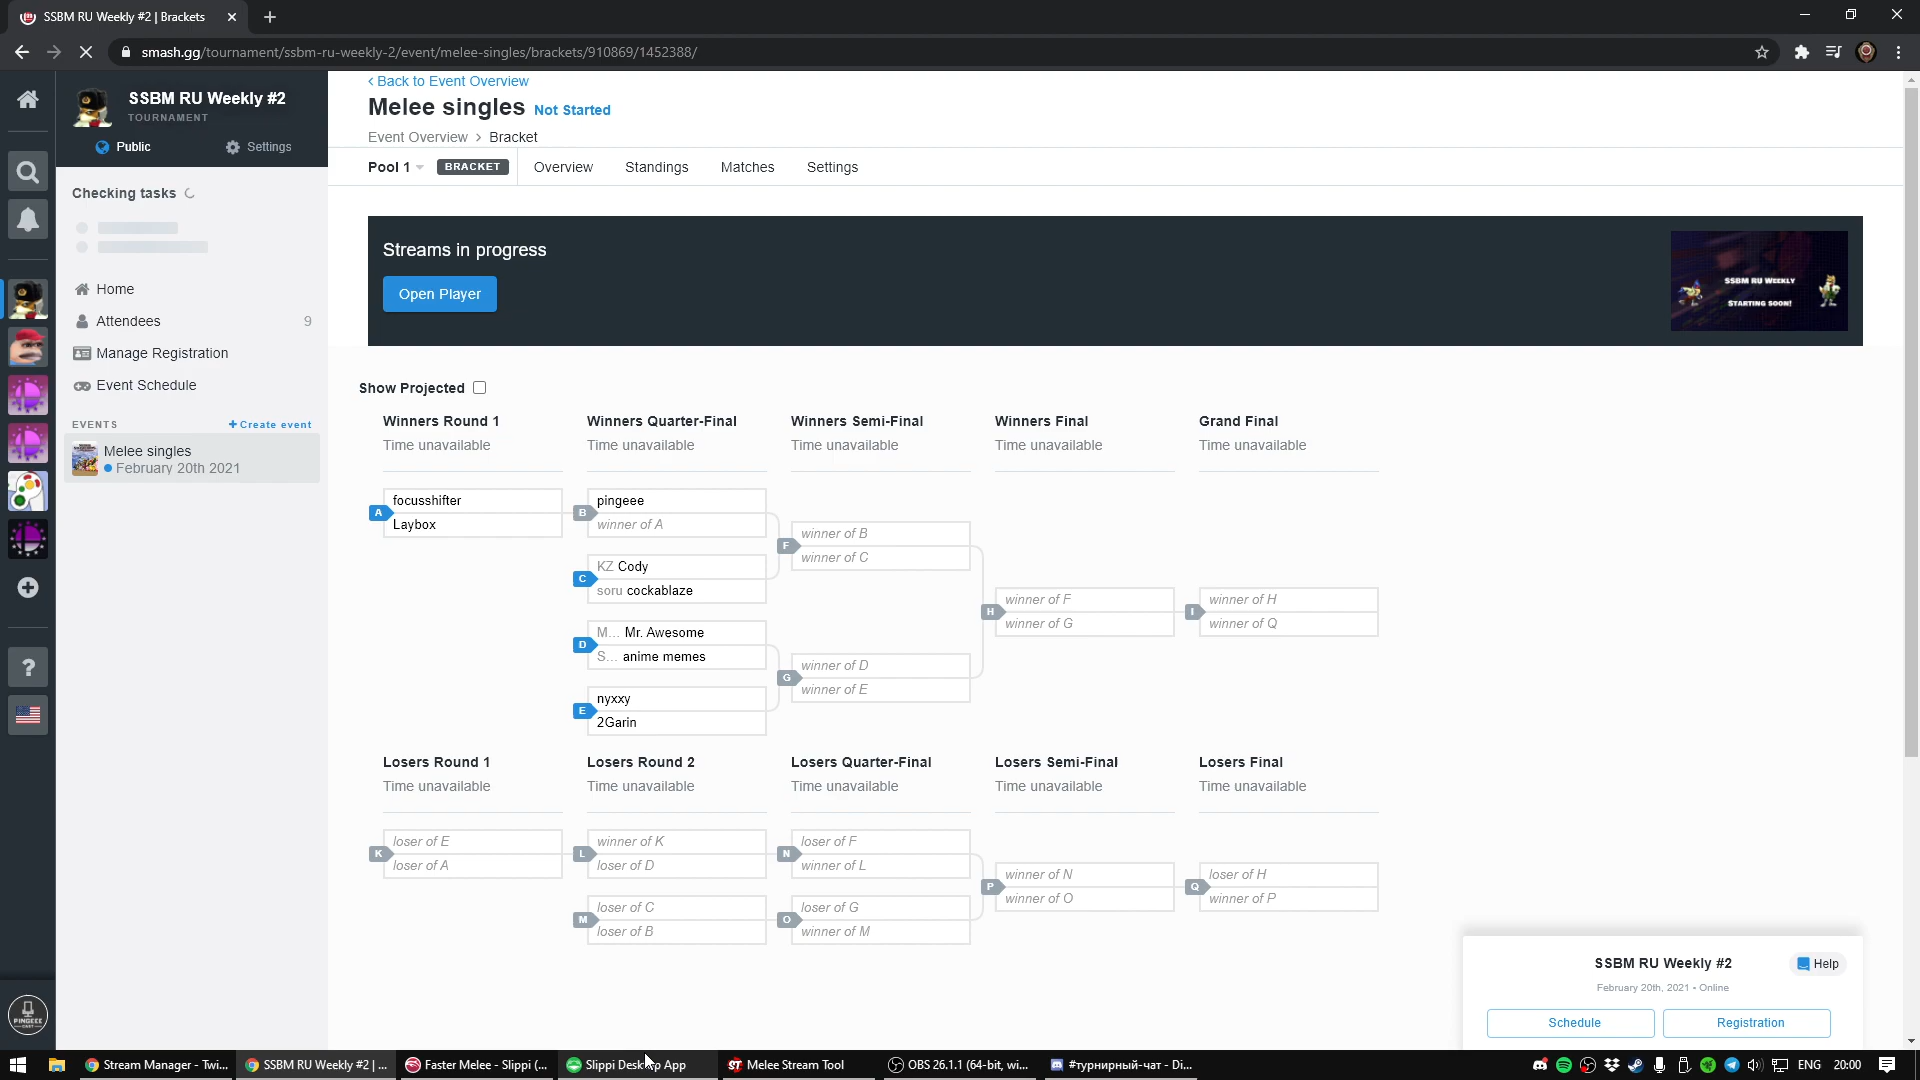 SSBM RU Weekly #2 | Brackets
smash.gg/tournament/ssbm-ru-weekly-2/event/melee-singles/brackets/910869/1452388/
SSBM RU Weekly #2
TOURNAMENT
Public
Settings
Checking tasks
Home
Attendees 9
Manage Registration
Event Schedule
EVENTS
+ Create event
Melee singles
February 20th 2021
PINGEEE
‹ Back to Event Overview
Melee singles Not Started
Event Overview > Bracket
Pool 1 BRACKET Overview Standings Matches Settings
Streams in progress
Open Player
SSBM RU WEEKLY
STARTING SOON!
Show Projected
Winners Round 1 Winners Quarter-Final Winners Semi-Final Winners Final Grand Final
Time unavailable Time unavailable Time unavailable Time unavailable Time unavailable
A focusshifter
Laybox
B pingeee
winner of A
C KZ Cody
soru cockablaze
D M... Mr. Awesome
S... anime memes
E nyxxy
2Garin
F winner of B
winner of C
G winner of D
winner of E
H winner of F
winner of G
I winner of H
winner of Q
Losers Round 1 Losers Round 2 Losers Quarter-Final Losers Semi-Final Losers Final
Time unavailable Time unavailable Time unavailable Time unavailable Time unavailable
K loser of E
loser of A
L winner of K
loser of D
M loser of C
loser of B
N loser of F
winner of L
O loser of G
winner of M
P winner of N
winner of O
Q loser of H
winner of P
SSBM RU Weekly #2
Help
February 20th, 2021 • Online
Schedule
Registration
Stream Manager - Twi...
SSBM RU Weekly #2 | ...
Faster Melee - Slippi (...
Slippi Desktop App
ST Melee Stream Tool
OBS 26.1.1 (64-bit, wi...
#турнирный-чат - Di...
ENG
20:00